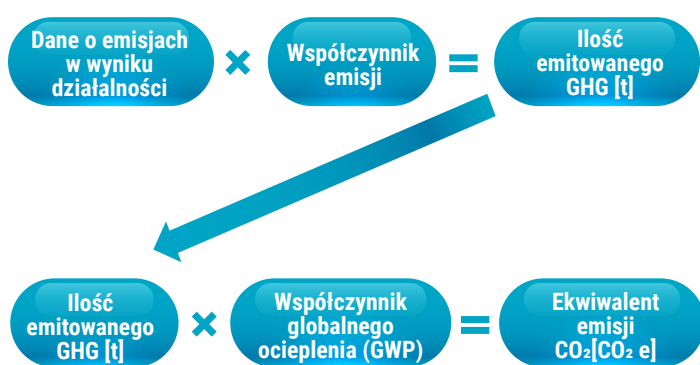 Dane o emisjach
w wyniku
działalności
×
Współczynnik
emisji
=
Ilość
emitowanego
GHG [t]
Ilość
emitowanego
GHG [t]
×
Współczynnik
globalnego
ocieplenia (GWP)
=
Ekwiwalent
emisji
CO₂[CO₂ e]